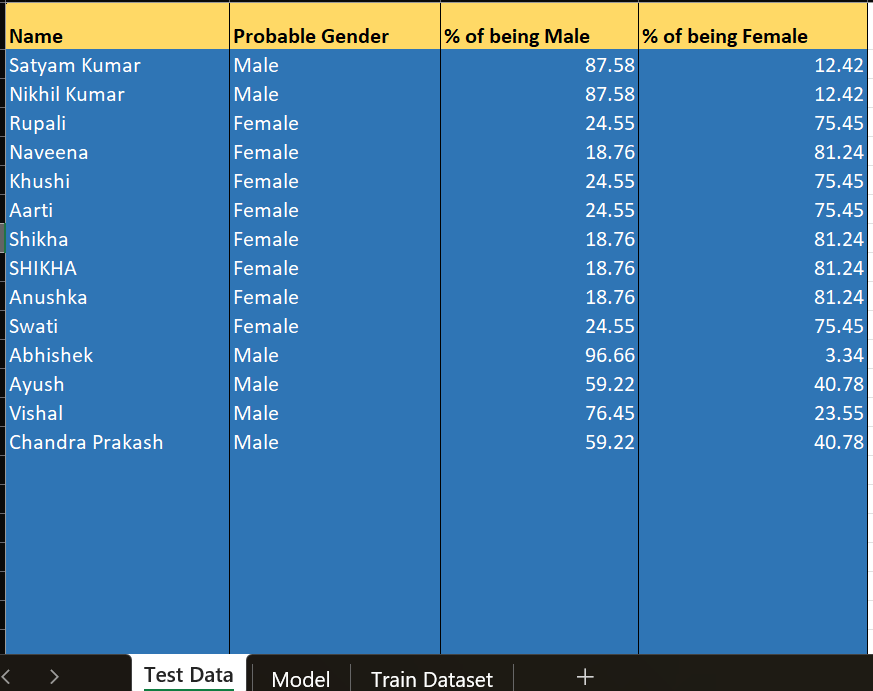 Name Probable Gender % of being Male % of being Female
Satyam Kumar Male 87.58 12.42
Nikhil Kumar Male 87.58 12.42
Rupali Female 24.55 75.45
Naveena Female 18.76 81.24
Khushi Female 24.55 75.45
Aarti Female 24.55 75.45
Shikha Female 18.76 81.24
SHIKHA Female 18.76 81.24
Anushka Female 18.76 81.24
Swati Female 24.55 75.45
Abhishek Male 96.66 3.34
Ayush Male 59.22 40.78
Vishal Male 76.45 23.55
Chandra Prakash Male 59.22 40.78
Test Data Model Train Dataset +